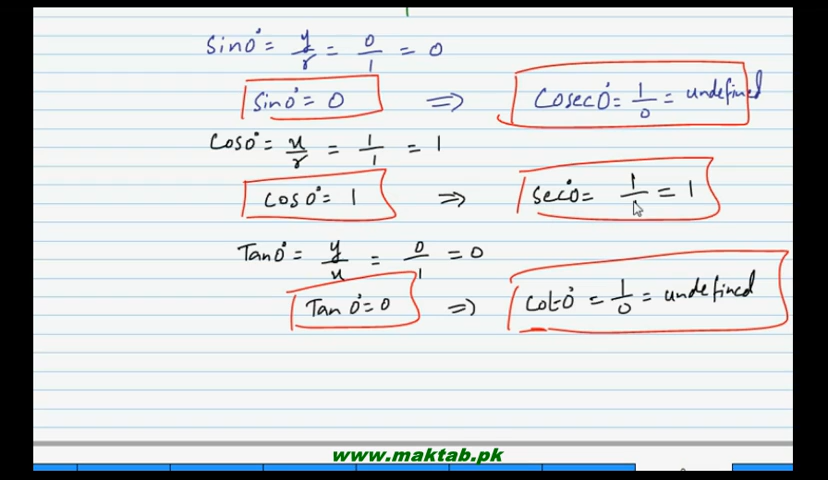 Sin0° = y/r = 0/1 = 0
Sin0° = 0 ⇒ Cosec0° = 1/0 = undefined
Cos0° = x/r = 1/1 = 1
Cos0° = 1 ⇒ Sec0° = 1/1 = 1
Tan0° = y/x = 0/1 = 0
Tan0° = 0 ⇒ Cot0° = 1/0 = undefined
www.maktab.pk